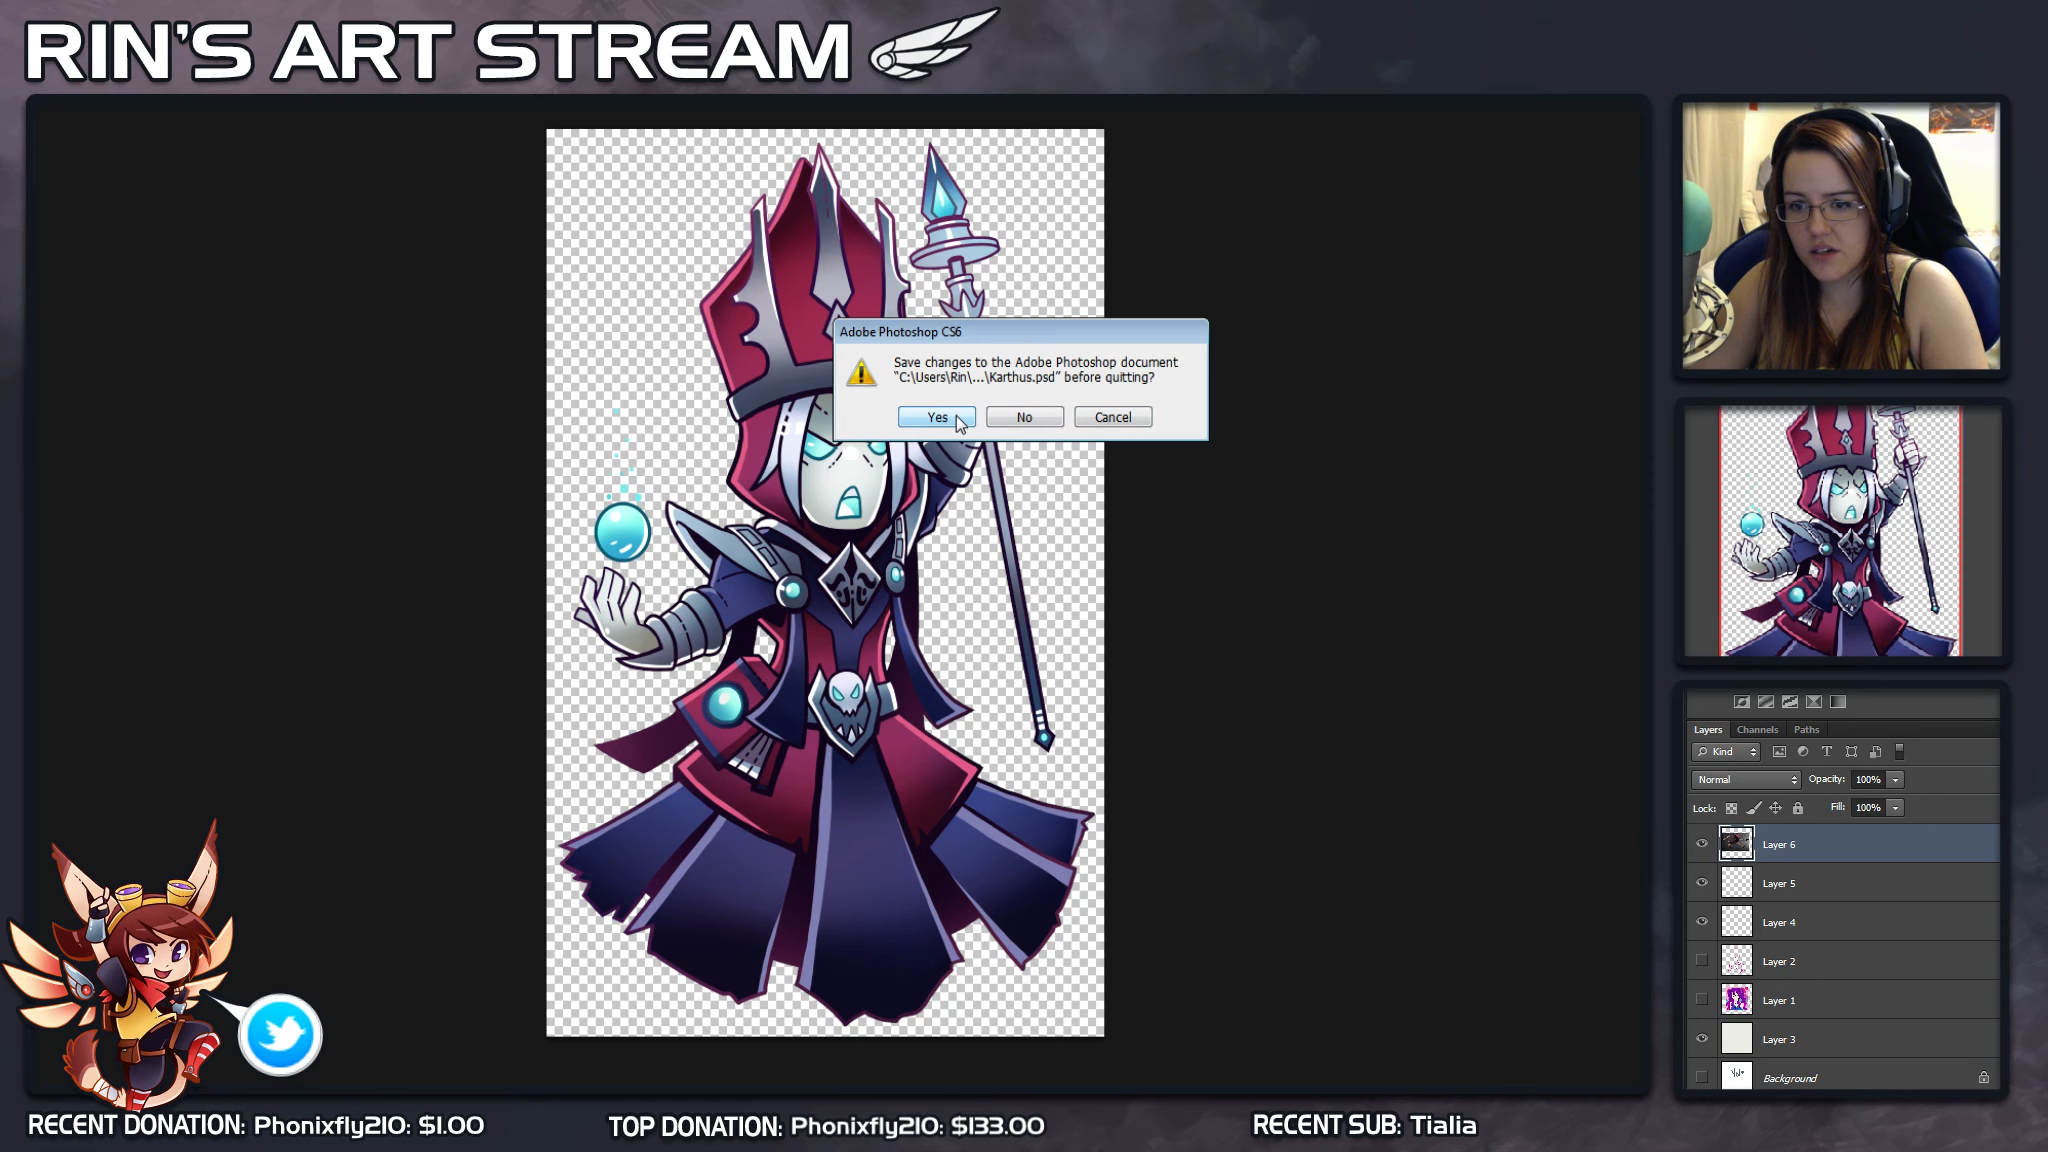 RIN'S ART STREAM
Adobe Photoshop CS6
Save changes to the Adobe Photoshop document
"C:\Users\Rin\...\Karthus.psd" before quitting?
Yes
No
Cancel
Layers
Channels
Paths
Kind
Normal
Opacity: 100%
Lock:
Fill: 100%
Layer 6
Layer 5
Layer 4
Layer 2
Layer 1
Layer 3
Background
RECENT DONATION: Phonixfly210: $1.00
TOP DONATION: Phonixfly210: $133.00
RECENT SUB: Tialia